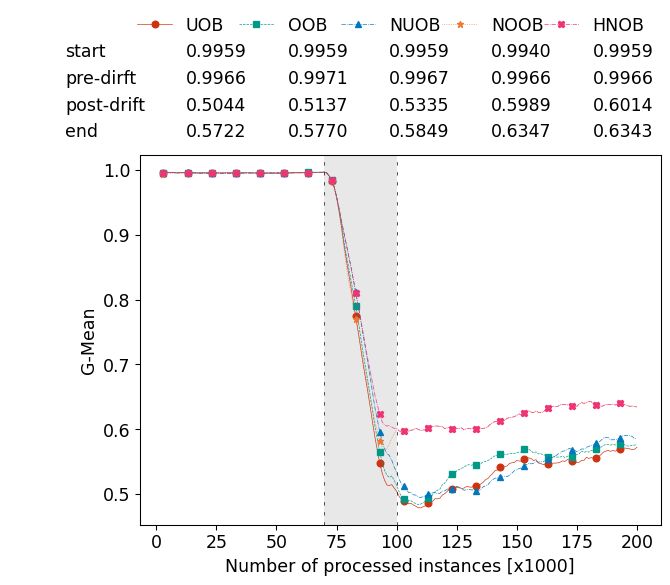 UOB OOB NUOB NOOB HNOB
start 0.9959 0.9959 0.9959 0.9940 0.9959
pre-dirft 0.9966 0.9971 0.9967 0.9966 0.9966
post-drift 0.5044 0.5137 0.5335 0.5989 0.6014
end 0.5722 0.5770 0.5849 0.6347 0.6343
1.0
0.9
0.8
0.7
0.6
0.5
G-Mean
0 25 50 75 100 125 150 175 200
Number of processed instances [x1000]